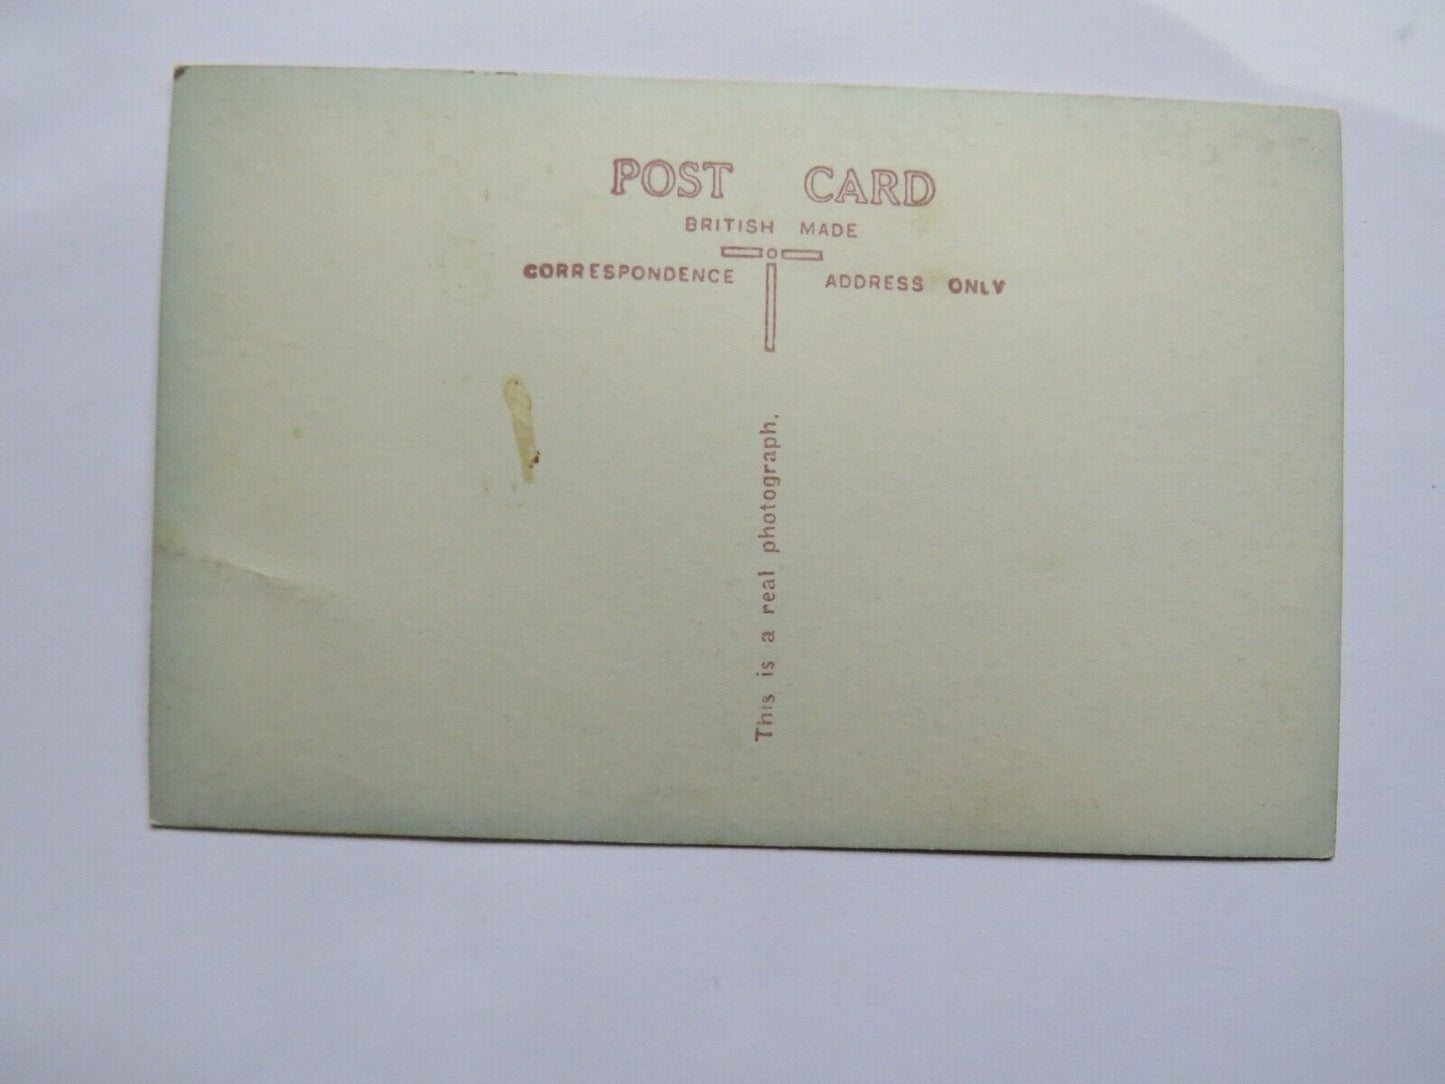 POST CARD
BRITISH MADE
CORRESPONDENCE
ADDRESS ONLY
This is a real photograph.